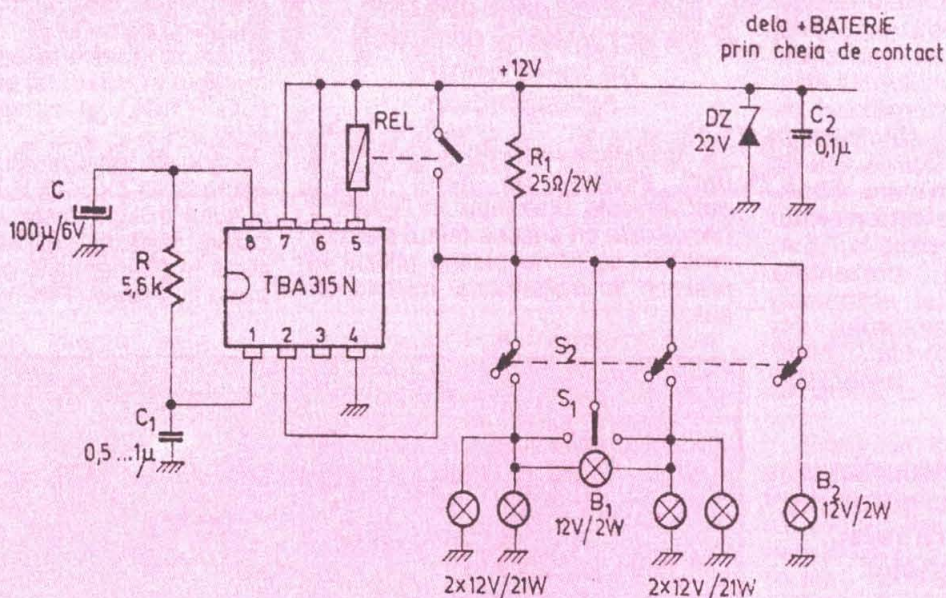 dela +BATERIE
prin cheia de contact
+12V
REL
DZ
22V
C2
0,1µ
R1
25Ω/2W
C
100µ/6V
R
5,6k
8 7 6 5
TBA315N
1 2 3 4
S2
S1
C1
0,5...1µ
B1
12V/2W
B2
12V/2W
2x12V/21W
2x12V/21W